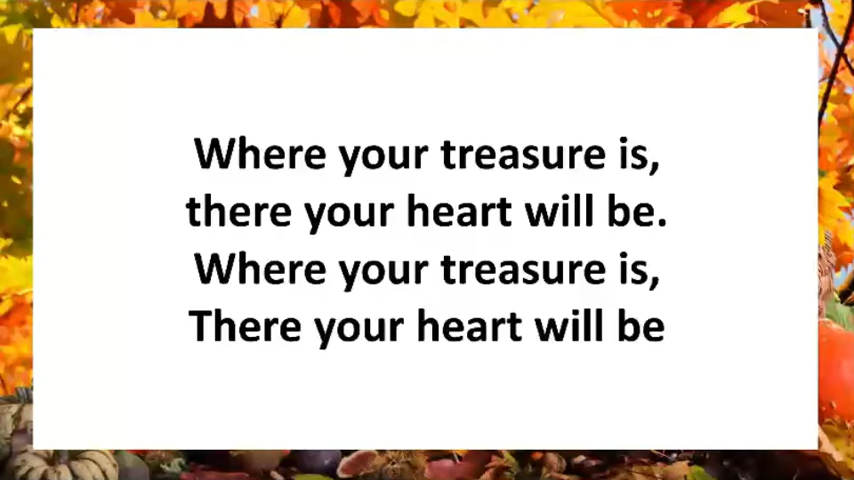 Where your treasure is,
there your heart will be.
Where your treasure is,
There your heart will be